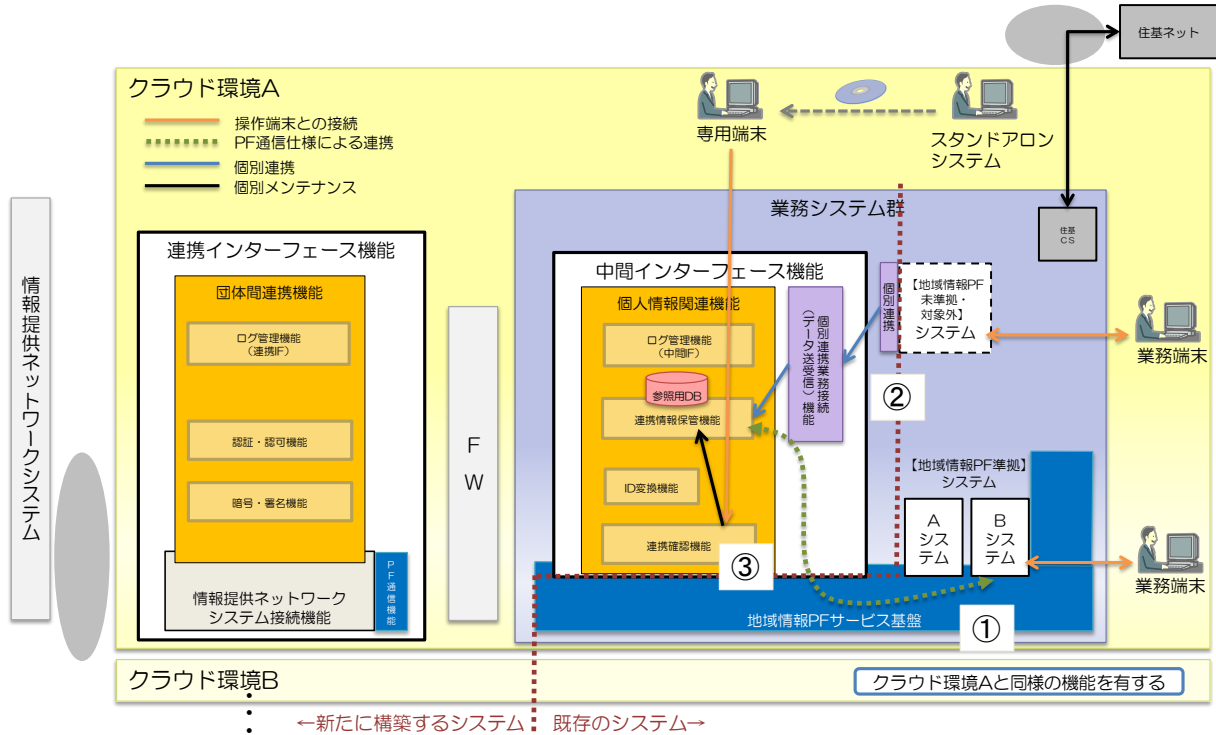 住基ネット
クラウド環境A
操作端末との接続
PF通信仕様による連携
個別連携
個別メンテナンス
専用端末
スタンドアロン
システム
住基
CS
情報提供ネットワークシステム
連携インターフェース機能
団体間連携機能
ログ管理機能
(連携IF)
認証・認可機能
暗号・署名機能
情報提供ネットワーク
システム接続機能
PF通信機能
FW
業務システム群
中間インターフェース機能
個人情報関連機能
ログ管理機能
(中間IF)
参照用DB
連携情報保管機能
ID変換機能
連携確認機能
③
個別連携業務接続
(データ送受信)機能
個別連携
【地域情報PF
未準拠・
対象外】
システム
業務端末
②
【地域情報PF準拠】
システム
A
シス
テム
B
シス
テム
業務端末
地域情報PFサービス基盤
①
クラウド環境B
クラウド環境Aと同様の機能を有する
←新たに構築するシステム
既存のシステム→